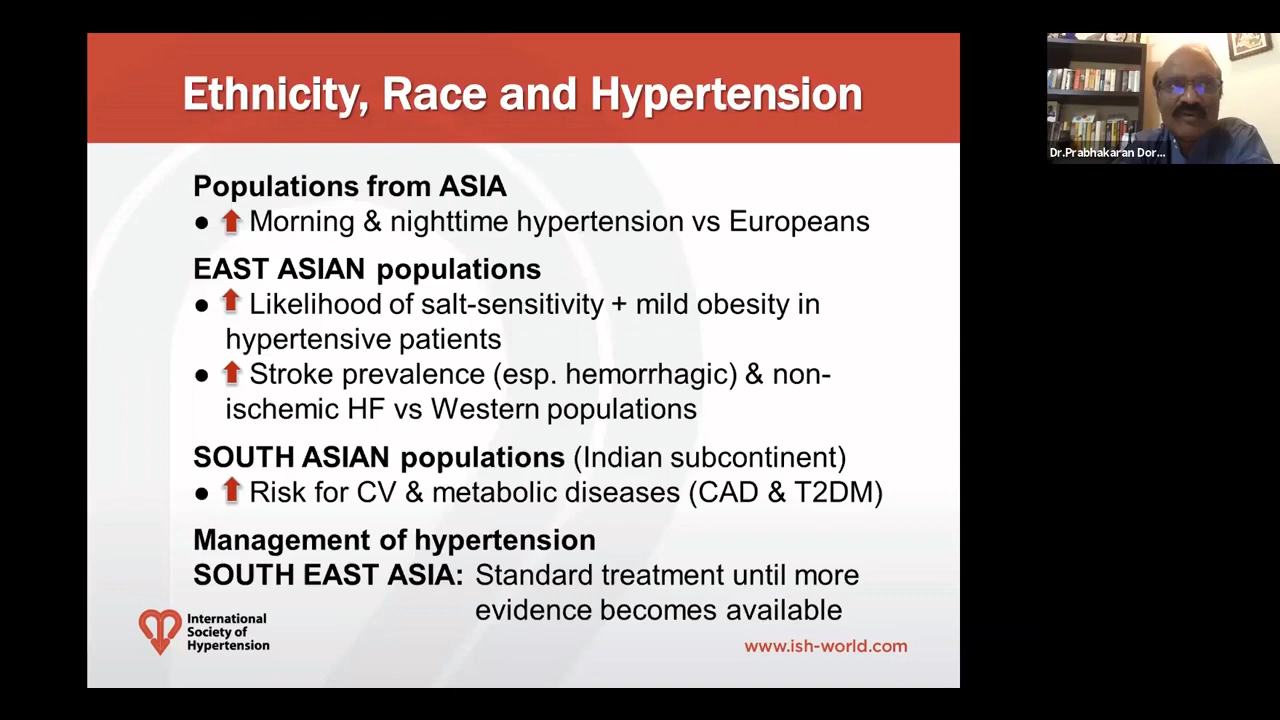 Ethnicity, Race and Hypertension
Populations from ASIA
● ⬆ Morning & nighttime hypertension vs Europeans
EAST ASIAN populations
● ⬆ Likelihood of salt-sensitivity + mild obesity in
hypertensive patients
● ⬆ Stroke prevalence (esp. hemorrhagic) & non-
ischemic HF vs Western populations
SOUTH ASIAN populations (Indian subcontinent)
● ⬆ Risk for CV & metabolic diseases (CAD & T2DM)
Management of hypertension
SOUTH EAST ASIA: Standard treatment until more
evidence becomes available
International
Society of
Hypertension
www.ish-world.com
Dr.Prabhakaran Dor...